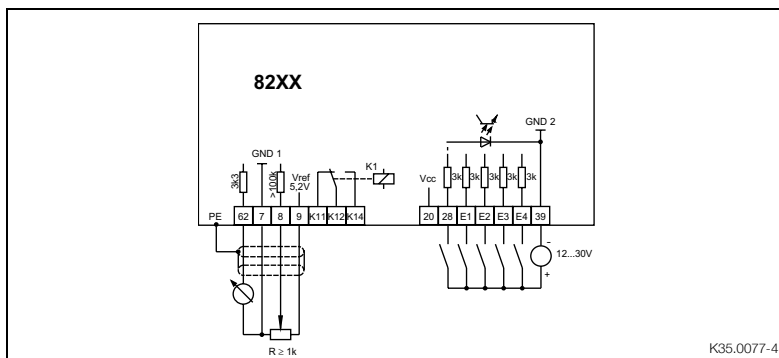 82XX
GND 2
GND 1
K1
3k3
>100k
Vref
5,2V
Vcc
3k
3k
3k
3k
3k
PE
62
7
8
9
K11
K12
K14
20
28
E1
E2
E3
E4
39
-
12...30V
+
R ≥ 1k
K35.0077-4